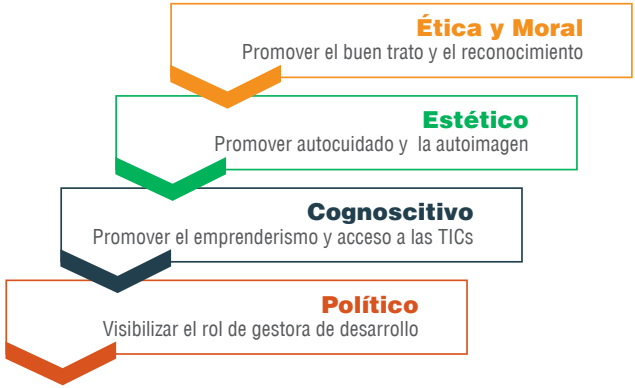 Ética y Moral
Promover el buen trato y el reconocimiento
Estético
Promover autocuidado y la autoimagen
Cognoscitivo
Promover el emprenderismo y acceso a las TICs
Político
Visibilizar el rol de gestora de desarrollo